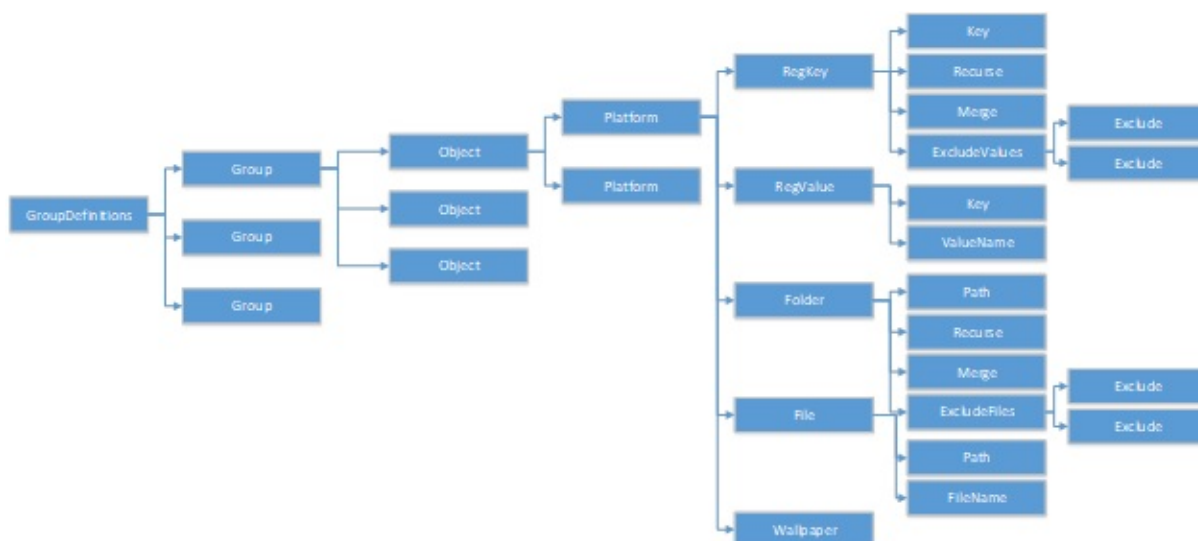 GroupDefinitions
Group
Group
Group
Object
Object
Object
Platform
Platform
RegKey
Key
Recurse
Merge
ExcludeValues
Exclude
Exclude
RegValue
Key
ValueName
Folder
Path
Recurse
Merge
ExcludeFiles
Exclude
Exclude
File
Path
FileName
Wallpaper